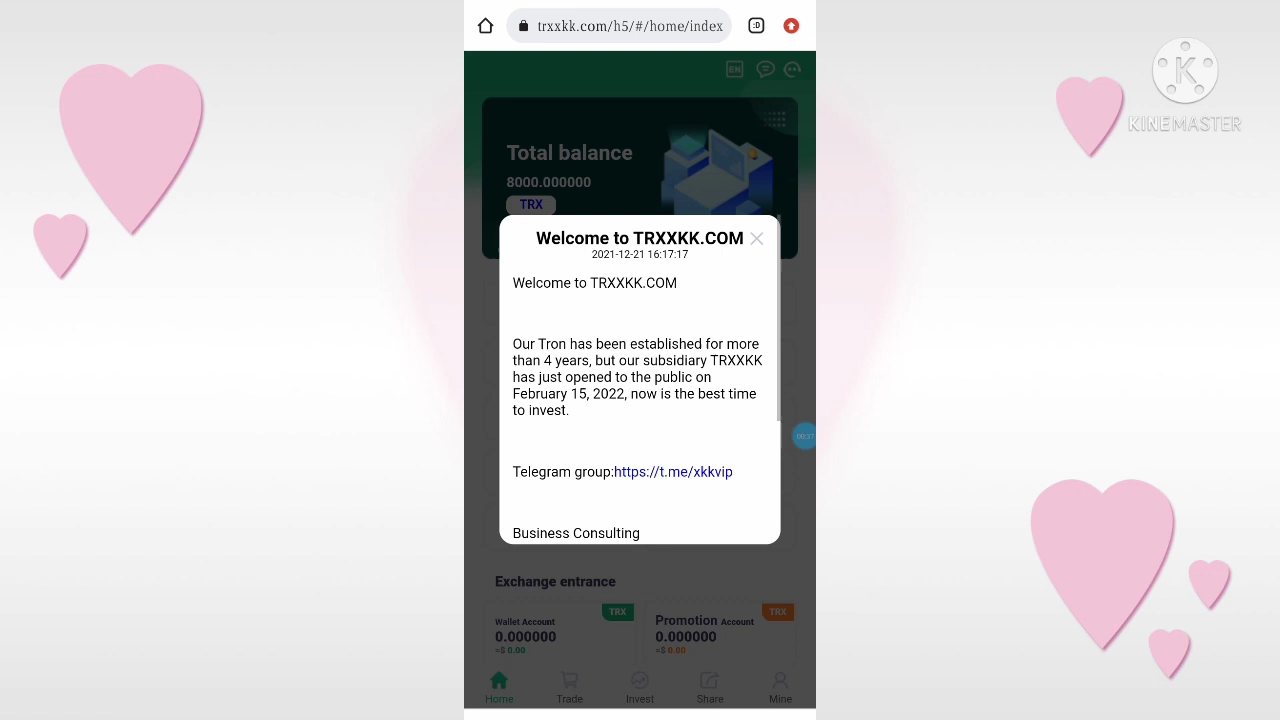 trxxkk.com/h5/#/home/index
:D
EN
K
KINEMASTER
Total balance
8000.000000
TRX
Welcome to TRXXKK.COM
2021-12-21 16:17:17
Welcome to TRXXKK.COM
Our Tron has been established for more
than 4 years, but our subsidiary TRXXKK
has just opened to the public on
February 15, 2022, now is the best time
to invest.
Telegram group:https://t.me/xkkvip
Business Consulting
Exchange entrance
TRX
Wallet Account
0.000000
≈$ 0.00
TRX
Promotion Account
0.000000
≈$ 0.00
Home
Trade
Invest
Share
Mine